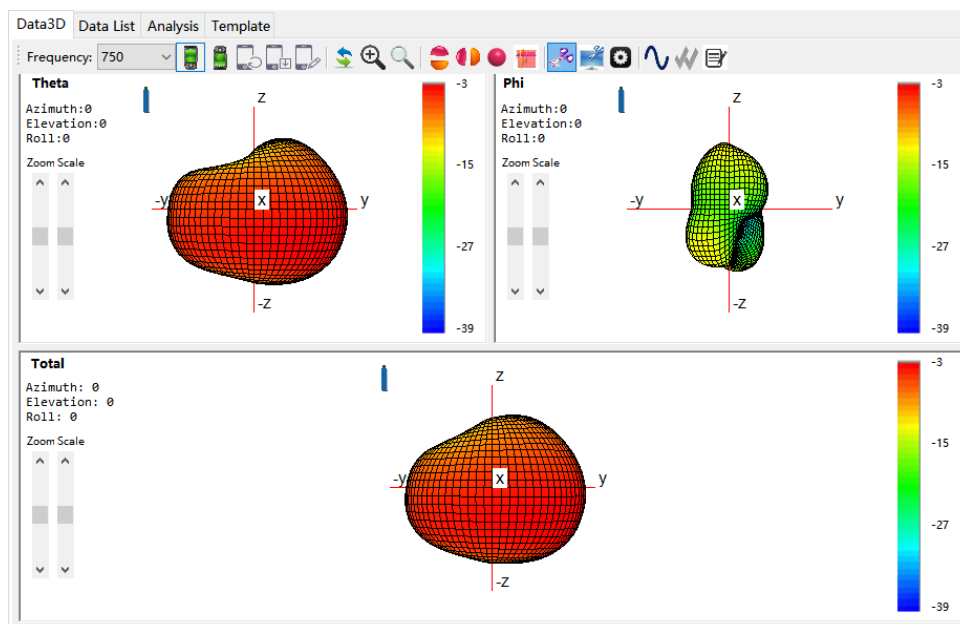 Data3D Data List Analysis Template
Frequency: 750
Theta
Azimuth:0
Elevation:0
Roll:0
Zoom Scale
z
-y x y
-z
-3
-15
-27
-39
Phi
Azimuth:0
Elevation:0
Roll:0
Zoom Scale
z
-y x y
-z
-3
-15
-27
-39
Total
Azimuth: 0
Elevation: 0
Roll: 0
Zoom Scale
z
-y x y
-z
-3
-15
-27
-39